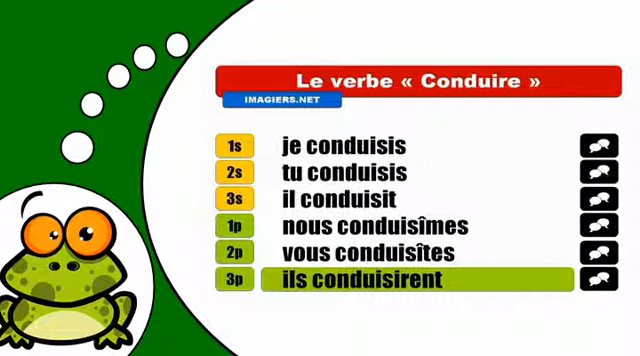 Le verbe « Conduire »
IMAGIERS.NET
1s je conduisis
2s tu conduisis
3s il conduisit
1p nous conduisîmes
2p vous conduisîtes
3p ils conduisirent